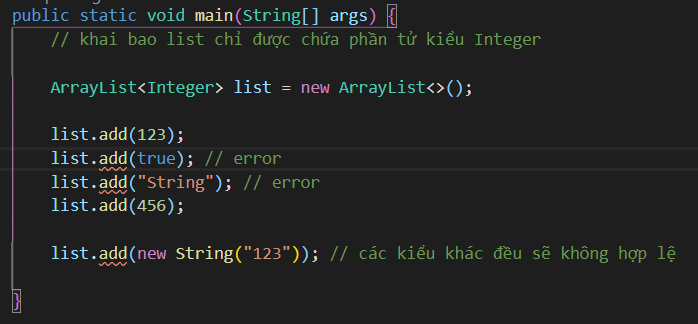 public static void main(String[] args) {
// khai bao list chỉ được chứa phần tử kiểu Integer
ArrayList<Integer> list = new ArrayList<>();
list.add(123);
list.add(true); // error
list.add("String"); // error
list.add(456);
list.add(new String("123")); // các kiểu khác đều sẽ không hợp lệ
}